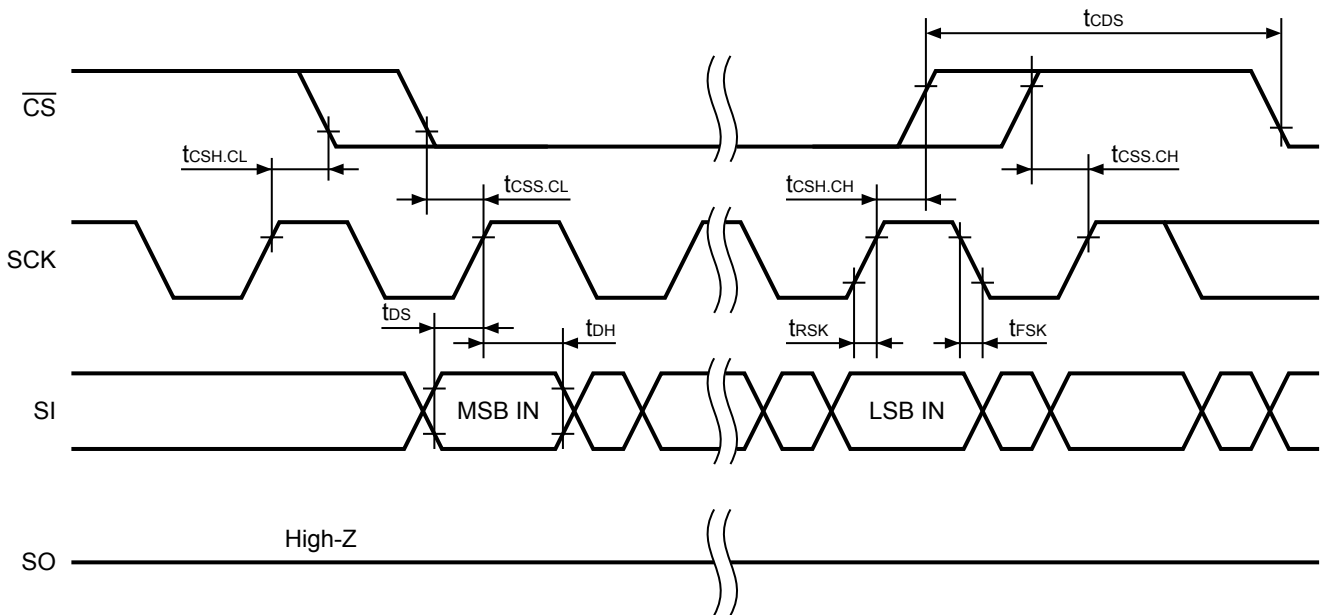 tCDS
CS
tCSH.CL
tCSS.CL
tCSH.CH
tCSS.CH
SCK
tDS
tDH
tRSK
tFSK
SI
MSB IN
LSB IN
High-Z
SO